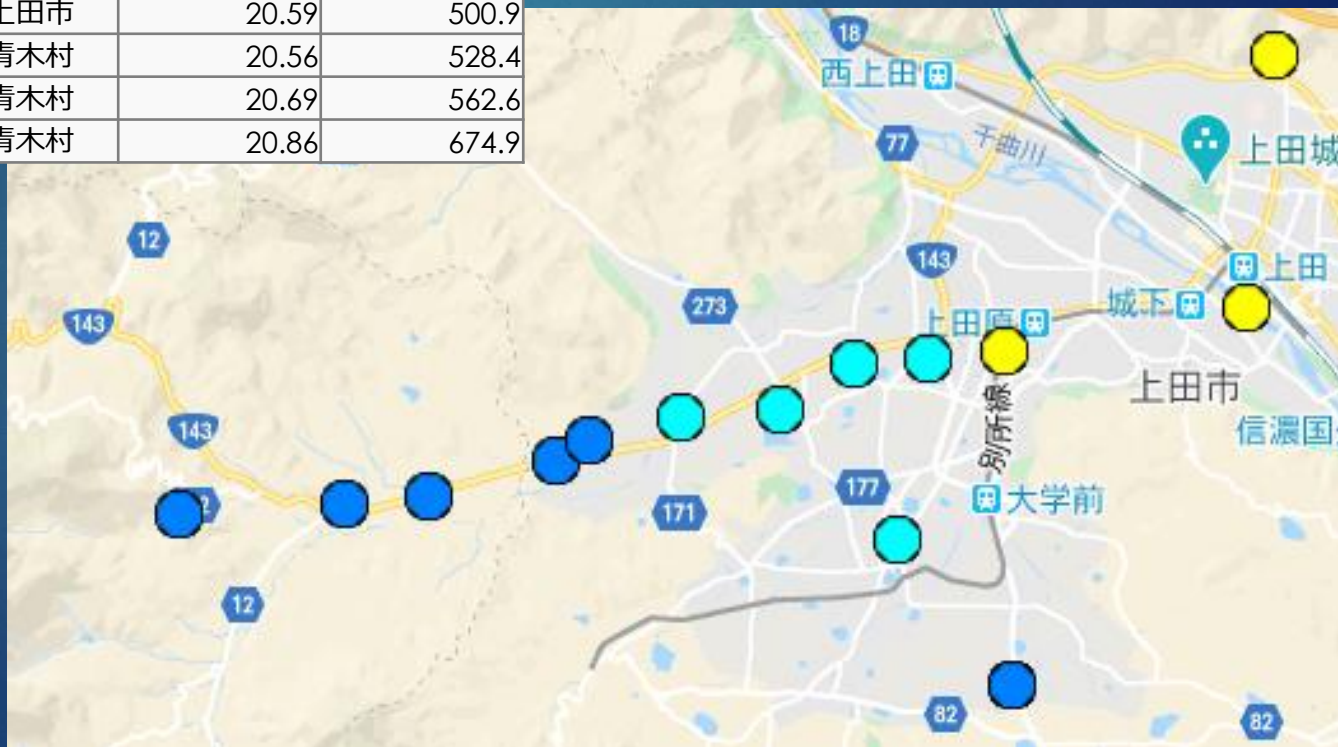 上田市 20.59 500.9
青木村 20.56 528.4
青木村 20.69 562.6
青木村 20.86 674.9
18
西上田
77
千曲川
上田城
12
143
上田
273
城下
143
上田原
上田市
別所線
信濃国
143
177
大学前
2
171
12
82
82